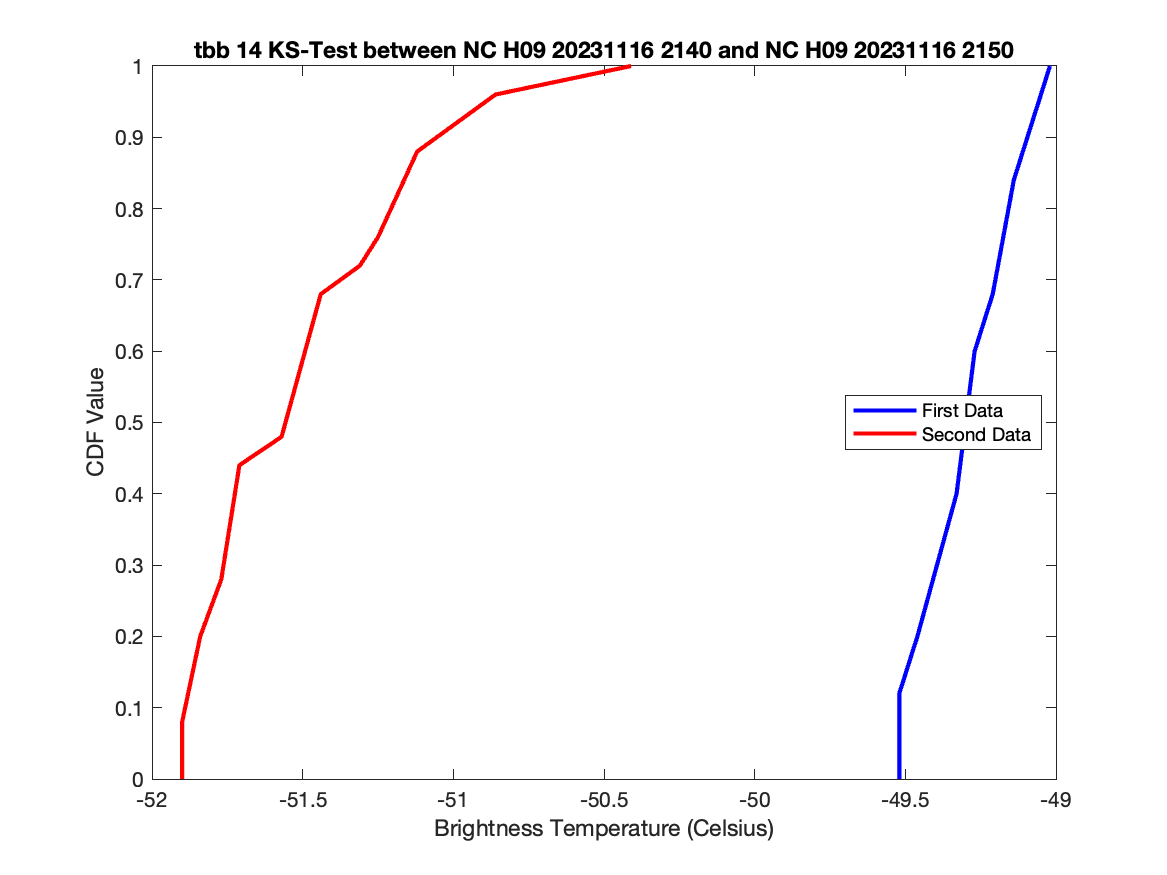 tbb 14 KS-Test between NC H09 20231116 2140 and NC H09 20231116 2150
1
0.9
0.8
0.7
0.6
0.5
0.4
0.3
0.2
0.1
0
CDF Value
First Data
Second Data
-52 -51.5 -51 -50.5 -50 -49.5 -49
Brightness Temperature (Celsius)